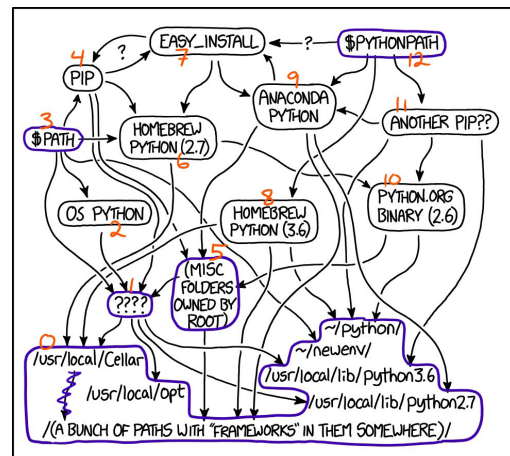 4
?
EASY_INSTALL
7
?
$PYTHONPATH
12
PIP
9
ANACONDA
PYTHON
11
ANOTHER PIP??
3
$PATH
HOMEBREW
PYTHON (2.7)
6
10
PYTHON.ORG
BINARY (2.6)
OS PYTHON
2
8
HOMEBREW
PYTHON (3.6)
5
(MISC
FOLDERS
OWNED BY
ROOT)
1
????
0
/usr/local/Cellar
/usr/local/opt
~/python/
~/newenv/
/usr/local/lib/python3.6
/usr/local/lib/python2.7
/(A BUNCH OF PATHS WITH "FRAMEWORKS" IN THEM SOMEWHERE)/